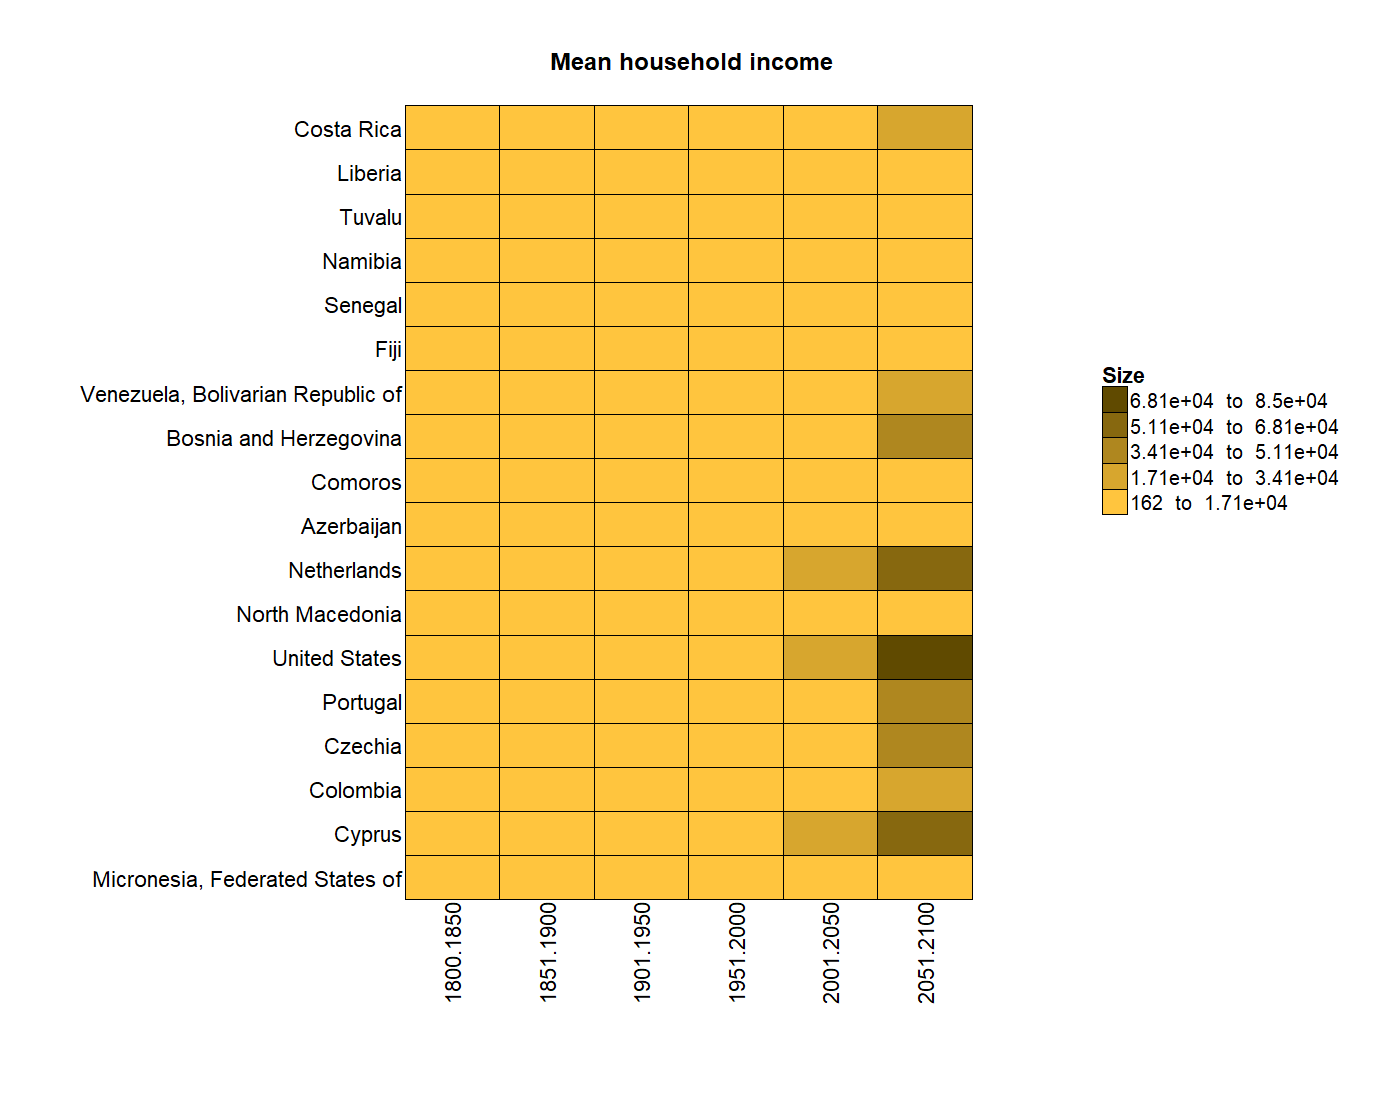 Mean household income
Costa Rica
Liberia
Tuvalu
Namibia
Senegal
Fiji
Venezuela, Bolivarian Republic of
Bosnia and Herzegovina
Comoros
Azerbaijan
Netherlands
North Macedonia
United States
Portugal
Czechia
Colombia
Cyprus
Micronesia, Federated States of
1800.1850
1851.1900
1901.1950
1951.2000
2001.2050
2051.2100
Size
6.81e+04 to 8.5e+04
5.11e+04 to 6.81e+04
3.41e+04 to 5.11e+04
1.71e+04 to 3.41e+04
162 to 1.71e+04